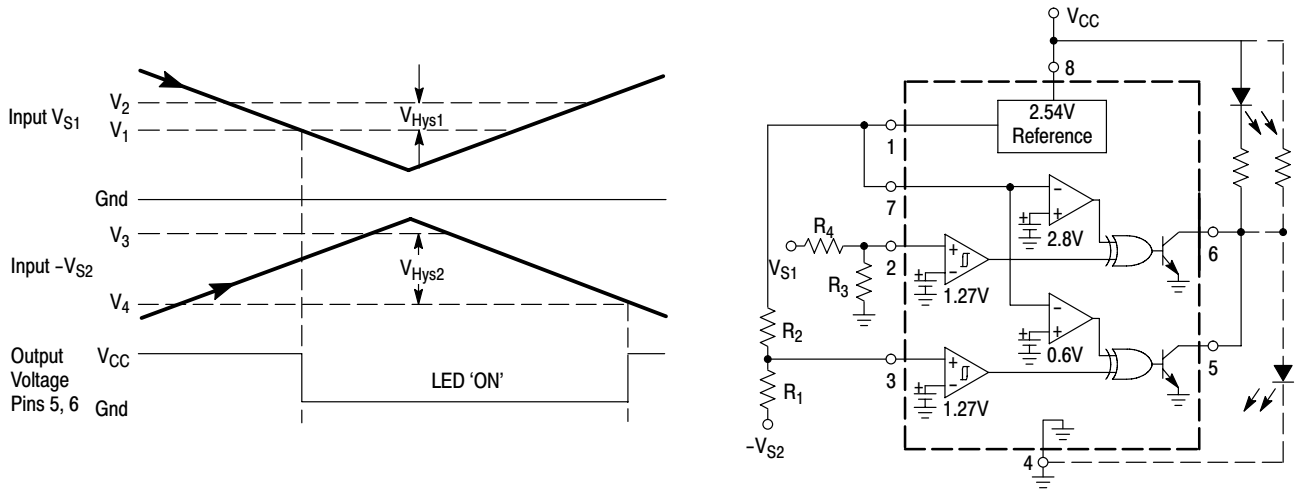 Input VS1
V2
V1
VHys1
Gnd
Input −VS2
V3
V4
VHys2
Output
Voltage
Pins 5, 6
VCC
Gnd
LED ‘ON’
VCC
8
2.54V
Reference
1
7
−
+
+
2.8V
6
R4
VS1
2
R3
+
−
+
1.27V
R2
−
+
+
0.6V
5
3
+
−
+
1.27V
R1
−VS2
4